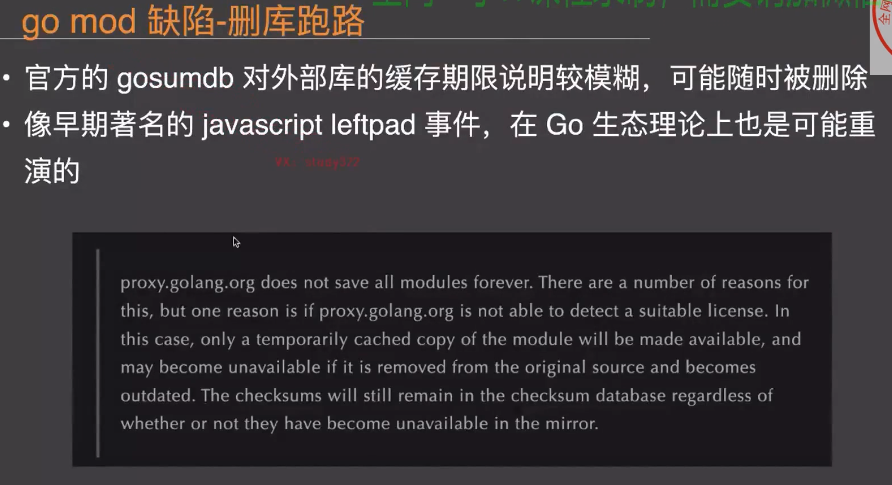 go mod 缺陷-删库跑路
• 官方的 gosumdb 对外部库的缓存期限说明较模糊，可能随时被删除
• 像早期著名的 javascript leftpad 事件，在 Go 生态理论上也是可能重
演的
proxy.golang.org does not save all modules forever. There are a number of reasons for
this, but one reason is if proxy.golang.org is not able to detect a suitable license. In
this case, only a temporarily cached copy of the module will be made available, and
may become unavailable if it is removed from the original source and becomes
outdated. The checksums will still remain in the checksum database regardless of
whether or not they have become unavailable in the mirror.